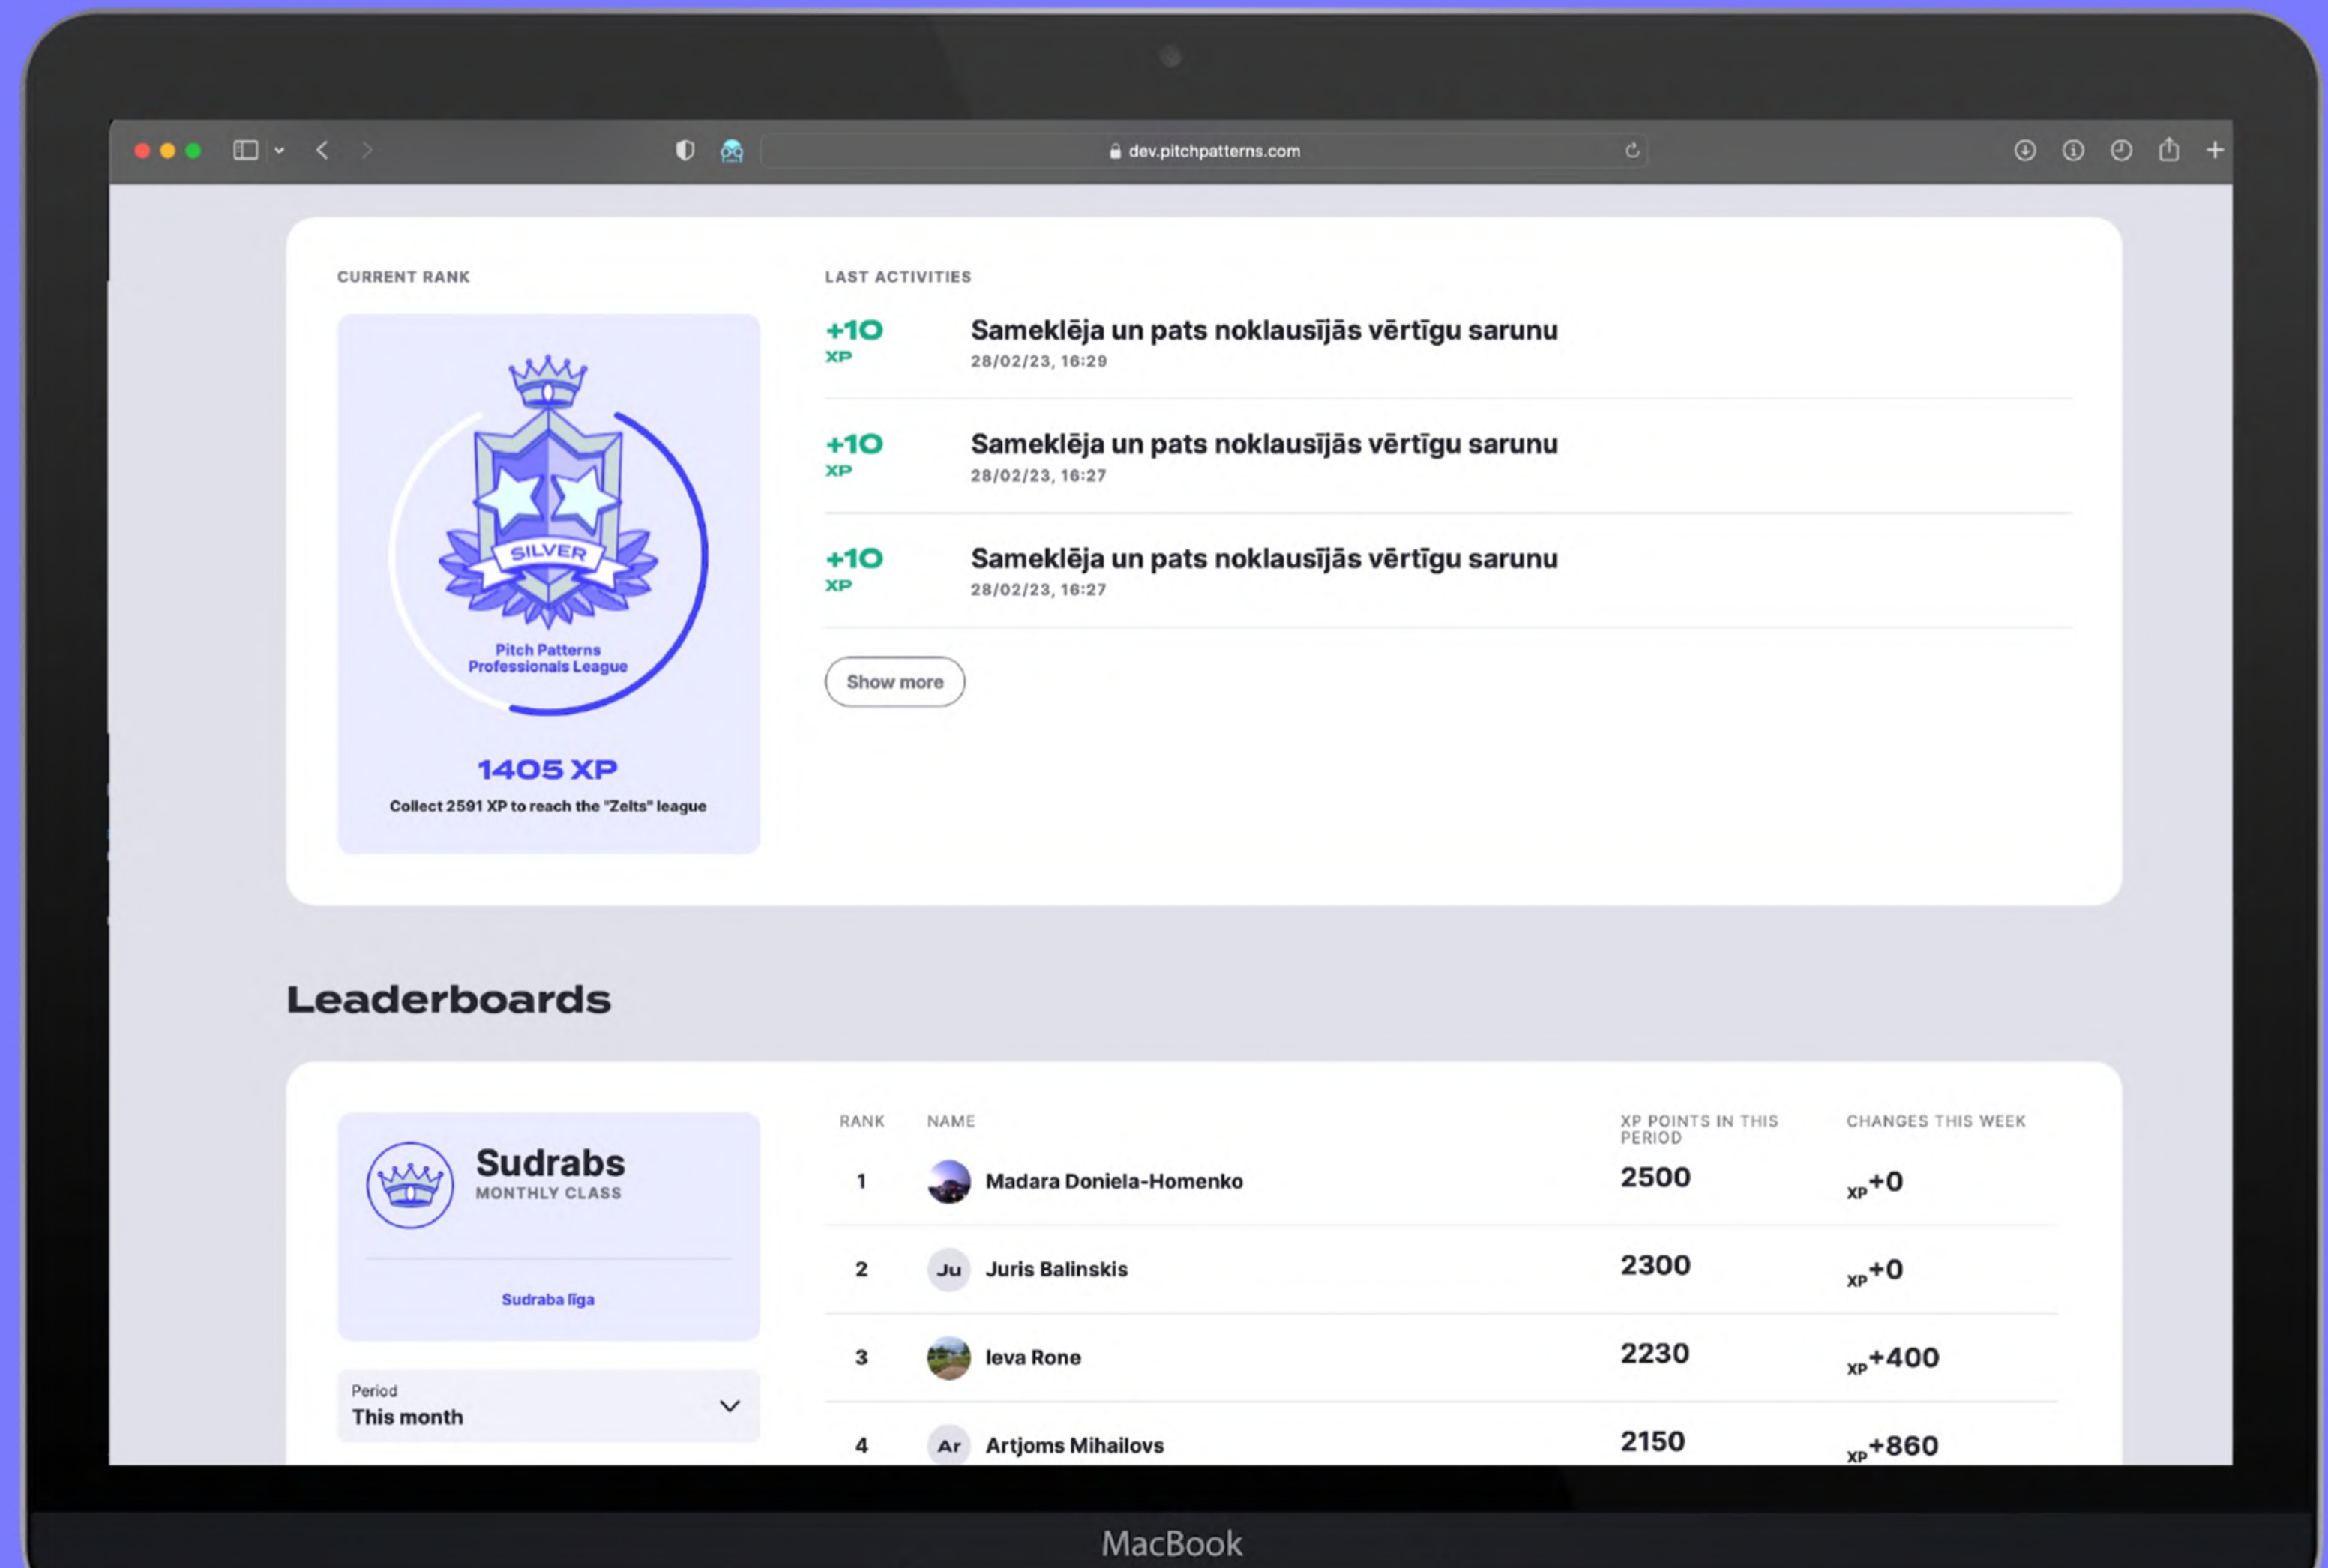 dev.pitchpatterns.com
CURRENT RANK
SILVER
Pitch Patterns
Professionals League
1405 XP
Collect 2591 XP to reach the "Zelts" league
LAST ACTIVITIES
+10
XP
Sameklēja un pats noklausījās vērtīgu sarunu
28/02/23, 16:29
+10
XP
Sameklēja un pats noklausījās vērtīgu sarunu
28/02/23, 16:27
+10
XP
Sameklēja un pats noklausījās vērtīgu sarunu
28/02/23, 16:27
Show more
Leaderboards
Sudrabs
MONTHLY CLASS
Sudraba līga
Period
This month
RANK NAME XP POINTS IN THIS CHANGES THIS WEEK
PERIOD
1 Madara Doniela-Homenko 2500 XP+0
2 Ju Juris Balinskis 2300 XP+0
3 Ieva Rone 2230 XP+400
4 Ar Artjoms Mihailovs 2150 XP+860
MacBook